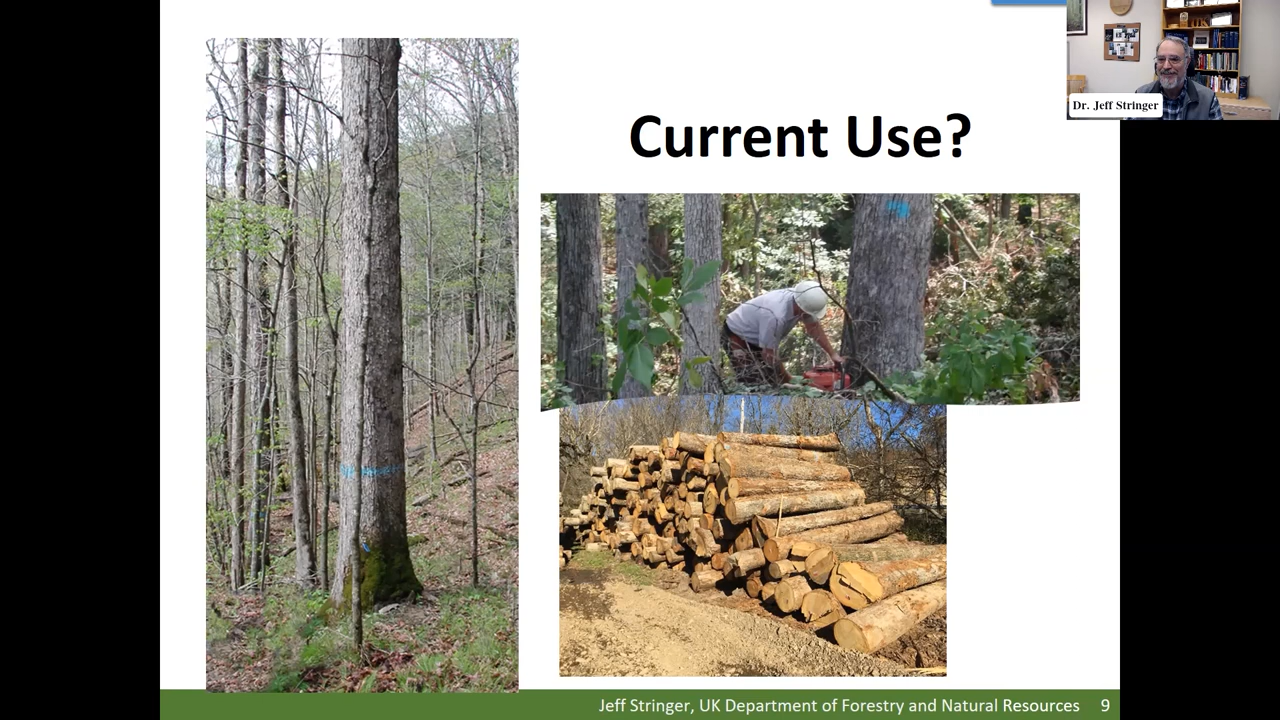 Dr. Jeff Stringer
Current Use?
Jeff Stringer, UK Department of Forestry and Natural Resources 9